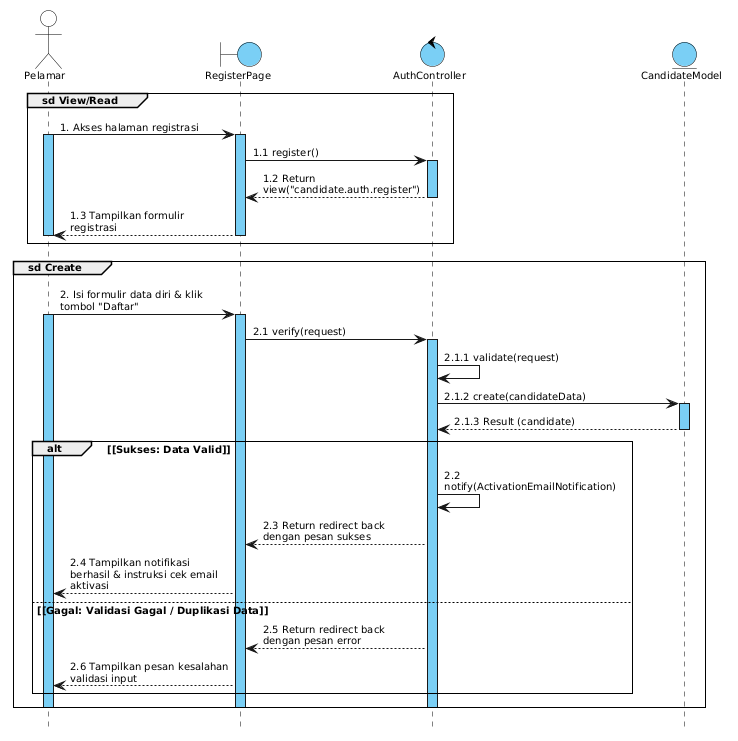 Pelamar
RegisterPage
AuthController
CandidateModel
sd View/Read
1. Akses halaman registrasi
1.1 register()
1.2 Return
view("candidate.auth.register")
1.3 Tampilkan formulir
registrasi
sd Create
2. Isi formulir data diri & klik
tombol "Daftar"
2.1 verify(request)
2.1.1 validate(request)
2.1.2 create(candidateData)
2.1.3 Result (candidate)
alt
[[Sukses: Data Valid]]
2.2
notify(ActivationEmailNotification)
2.3 Return redirect back
dengan pesan sukses
2.4 Tampilkan notifikasi
berhasil & instruksi cek email
aktivasi
[[Gagal: Validasi Gagal / Duplikasi Data]]
2.5 Return redirect back
dengan pesan error
2.6 Tampilkan pesan kesalahan
validasi input